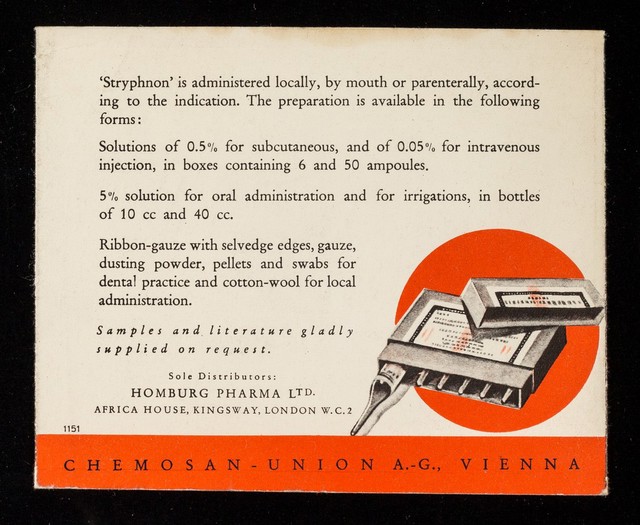 ‘Stryphnon’ is administered locally, by mouth or parenterally, accord-
ing to the indication. The preparation is available in the following
forms:
Solutions of 0.5% for subcutaneous, and of 0.05% for intravenous
injection, in boxes containing 6 and 50 ampoules.
5% solution for oral administration and for irrigations, in bottles
of 10 cc and 40 cc.
Ribbon-gauze with selvedge edges, gauze,
dusting powder, pellets and swabs for
dental practice and cotton-wool for local
administration.
Samples and literature gladly
supplied on request.
Sole Distributors:
HOMBURG PHARMA LTD.
AFRICA HOUSE, KINGSWAY, LONDON W.C.2
1151
CHEMOSAN-UNION A.-G., VIENNA